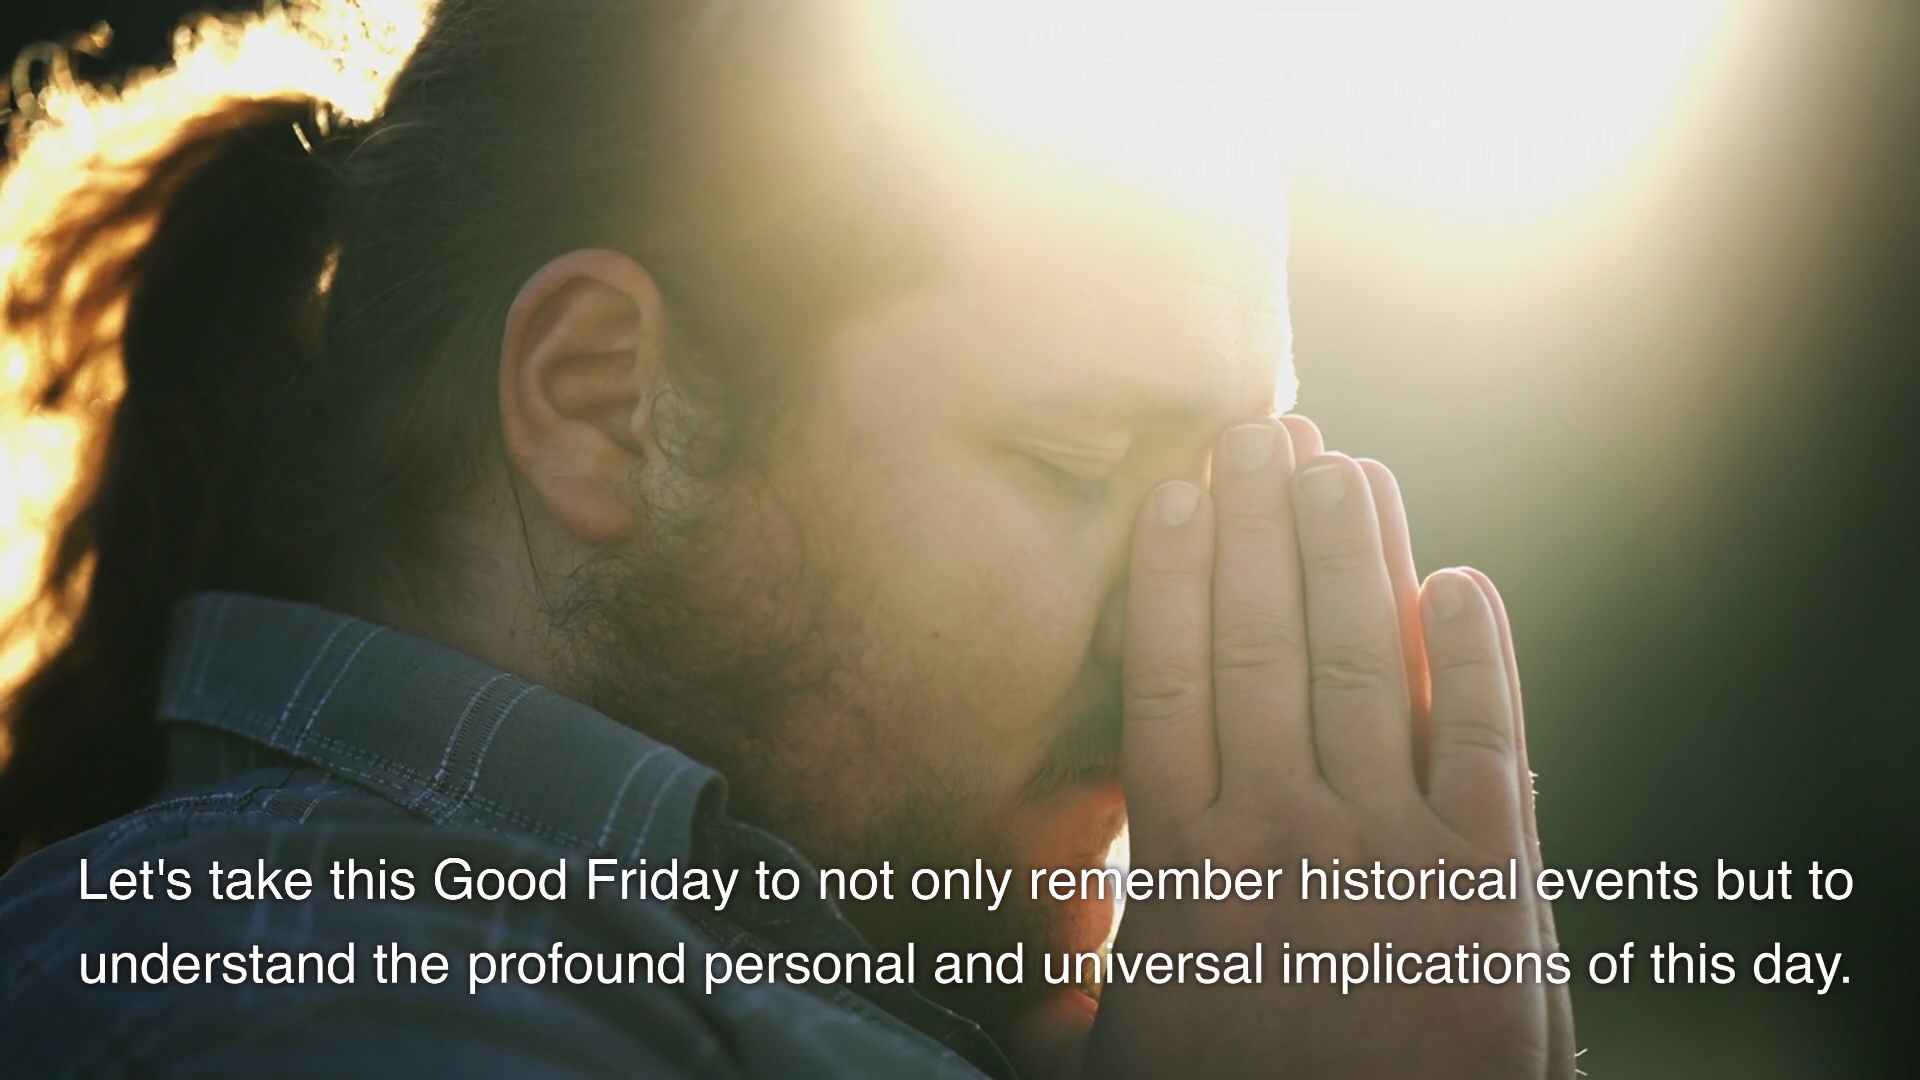 Let's take this Good Friday to not only remember historical events but to
understand the profound personal and universal implications of this day.